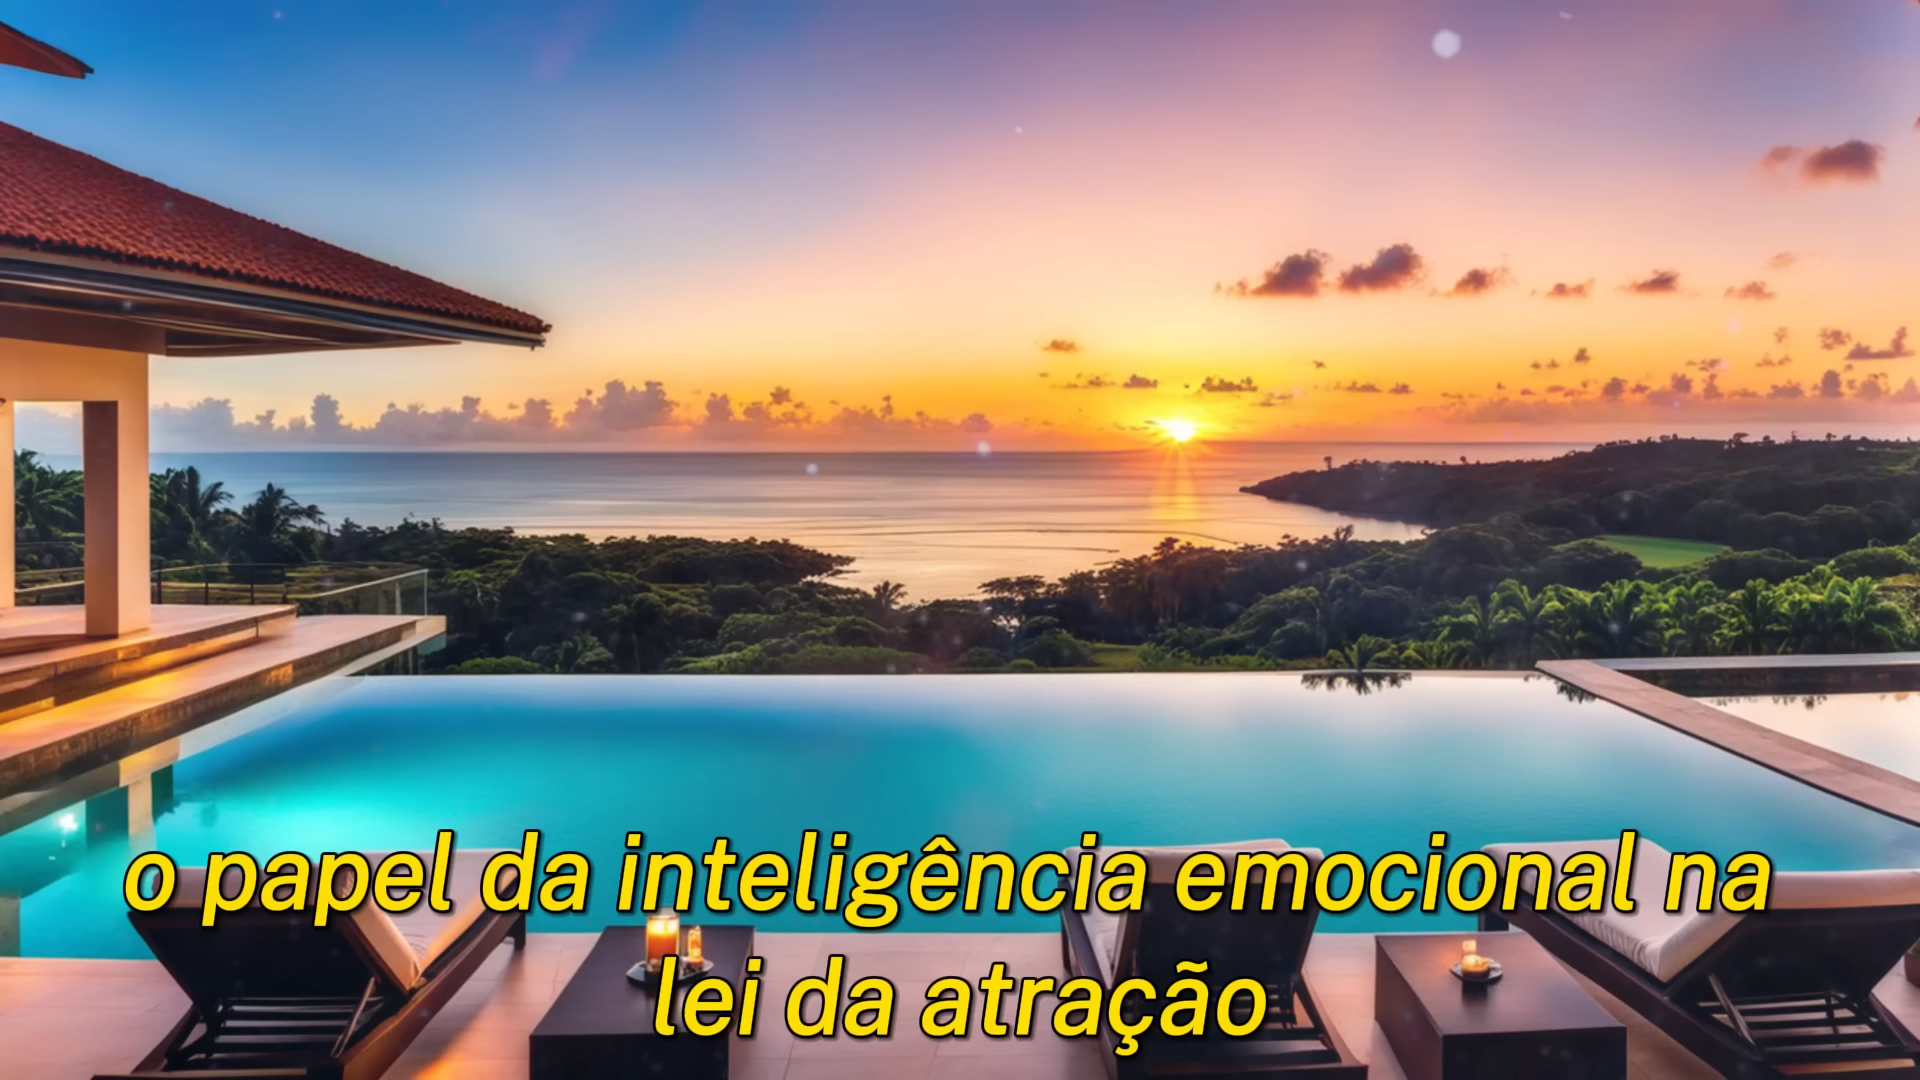 o papel da inteligência emocional na
lei da atração